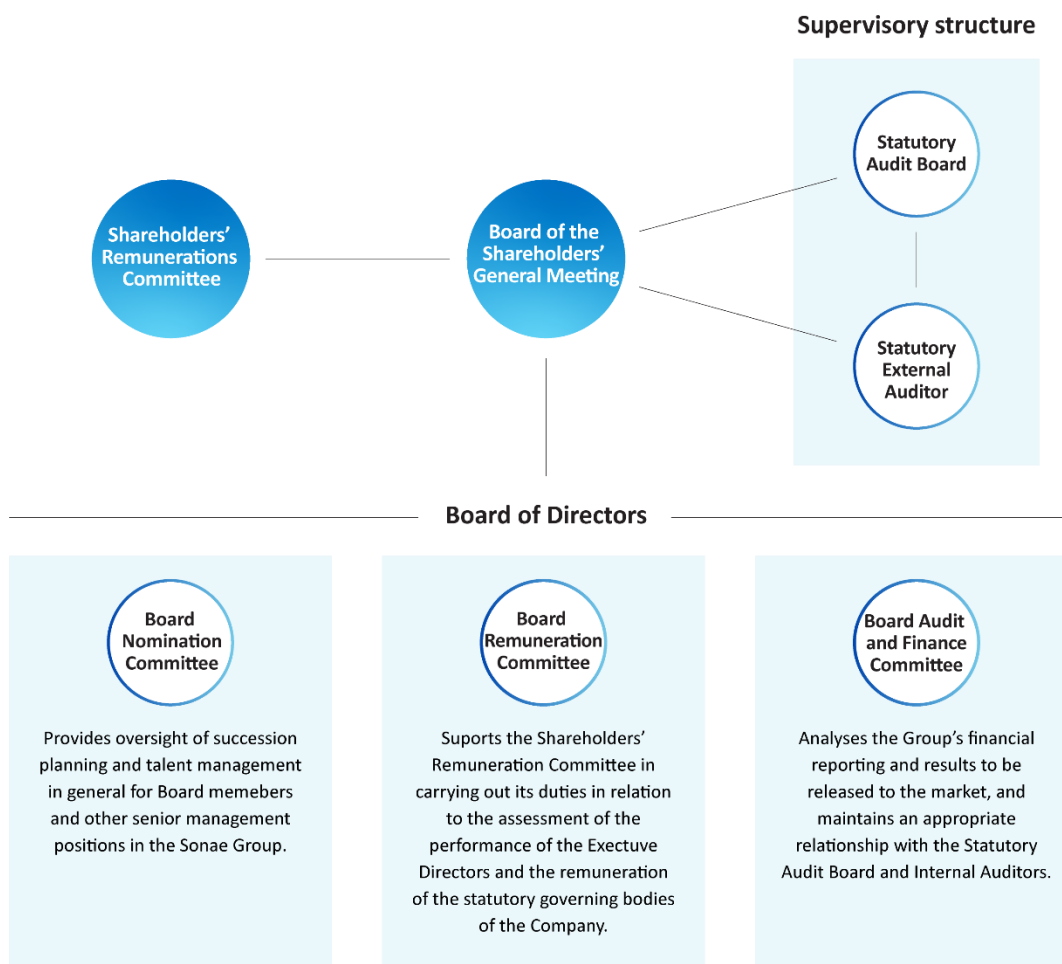 Supervisory structure
Statutory
Audit Board
Shareholders’
Remunerations
Committee
Board of the
Shareholders’
General Meeting
Statutory
External
Auditor
Board of Directors
Board
Nomination
Committee
Provides oversight of succession
planning and talent management
in general for Board memebers
and other senior management
positions in the Sonae Group.
Board
Remuneration
Committee
Suports the Shareholders’
Remuneration Committee in
carrying out its duties in relation
to the assessment of the
performance of the Exectuve
Directors and the remuneration
of the statutory governing bodies
of the Company.
Board Audit
and Finance
Committee
Analyses the Group’s financial
reporting and results to be
released to the market, and
maintains an appropriate
relationship with the Statutory
Audit Board and Internal Auditors.